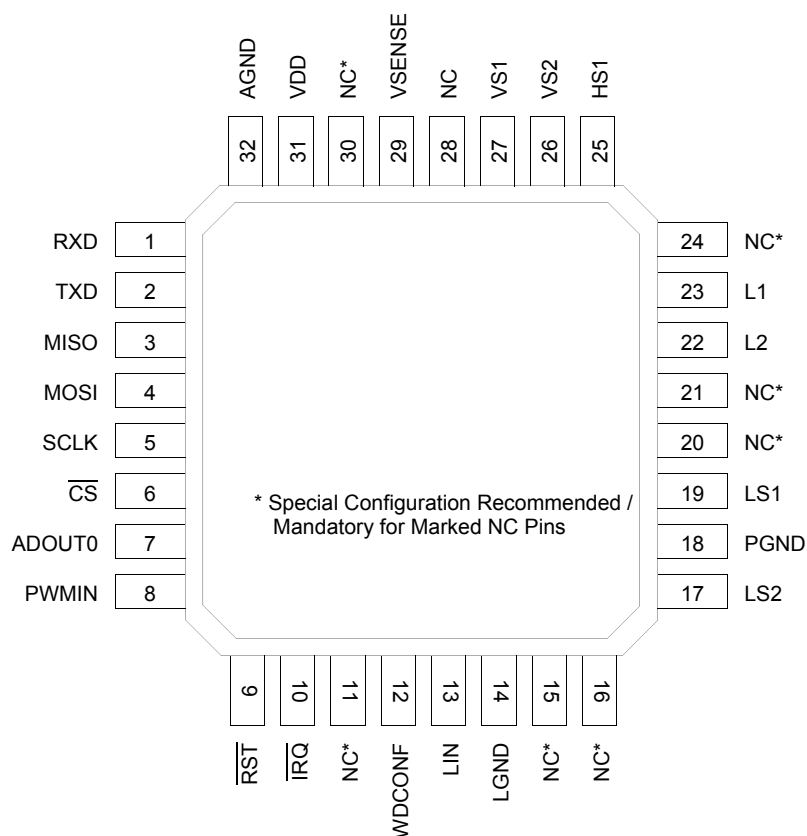 AGND
VDD
NC*
VSENSE
NC
VS1
VS2
HS1
32
31
30
29
28
27
26
25
RXD 1
TXD 2
MISO 3
MOSI 4
SCLK 5
C̅S̅ 6
ADOUT0 7
PWMIN 8
24 NC*
23 L1
22 L2
21 NC*
20 NC*
19 LS1
18 PGND
17 LS2
* Special Configuration Recommended /
Mandatory for Marked NC Pins
9
10
11
12
13
14
15
16
R̅S̅T̅
I̅R̅Q̅
NC*
WDCONF
LIN
LGND
NC*
NC*